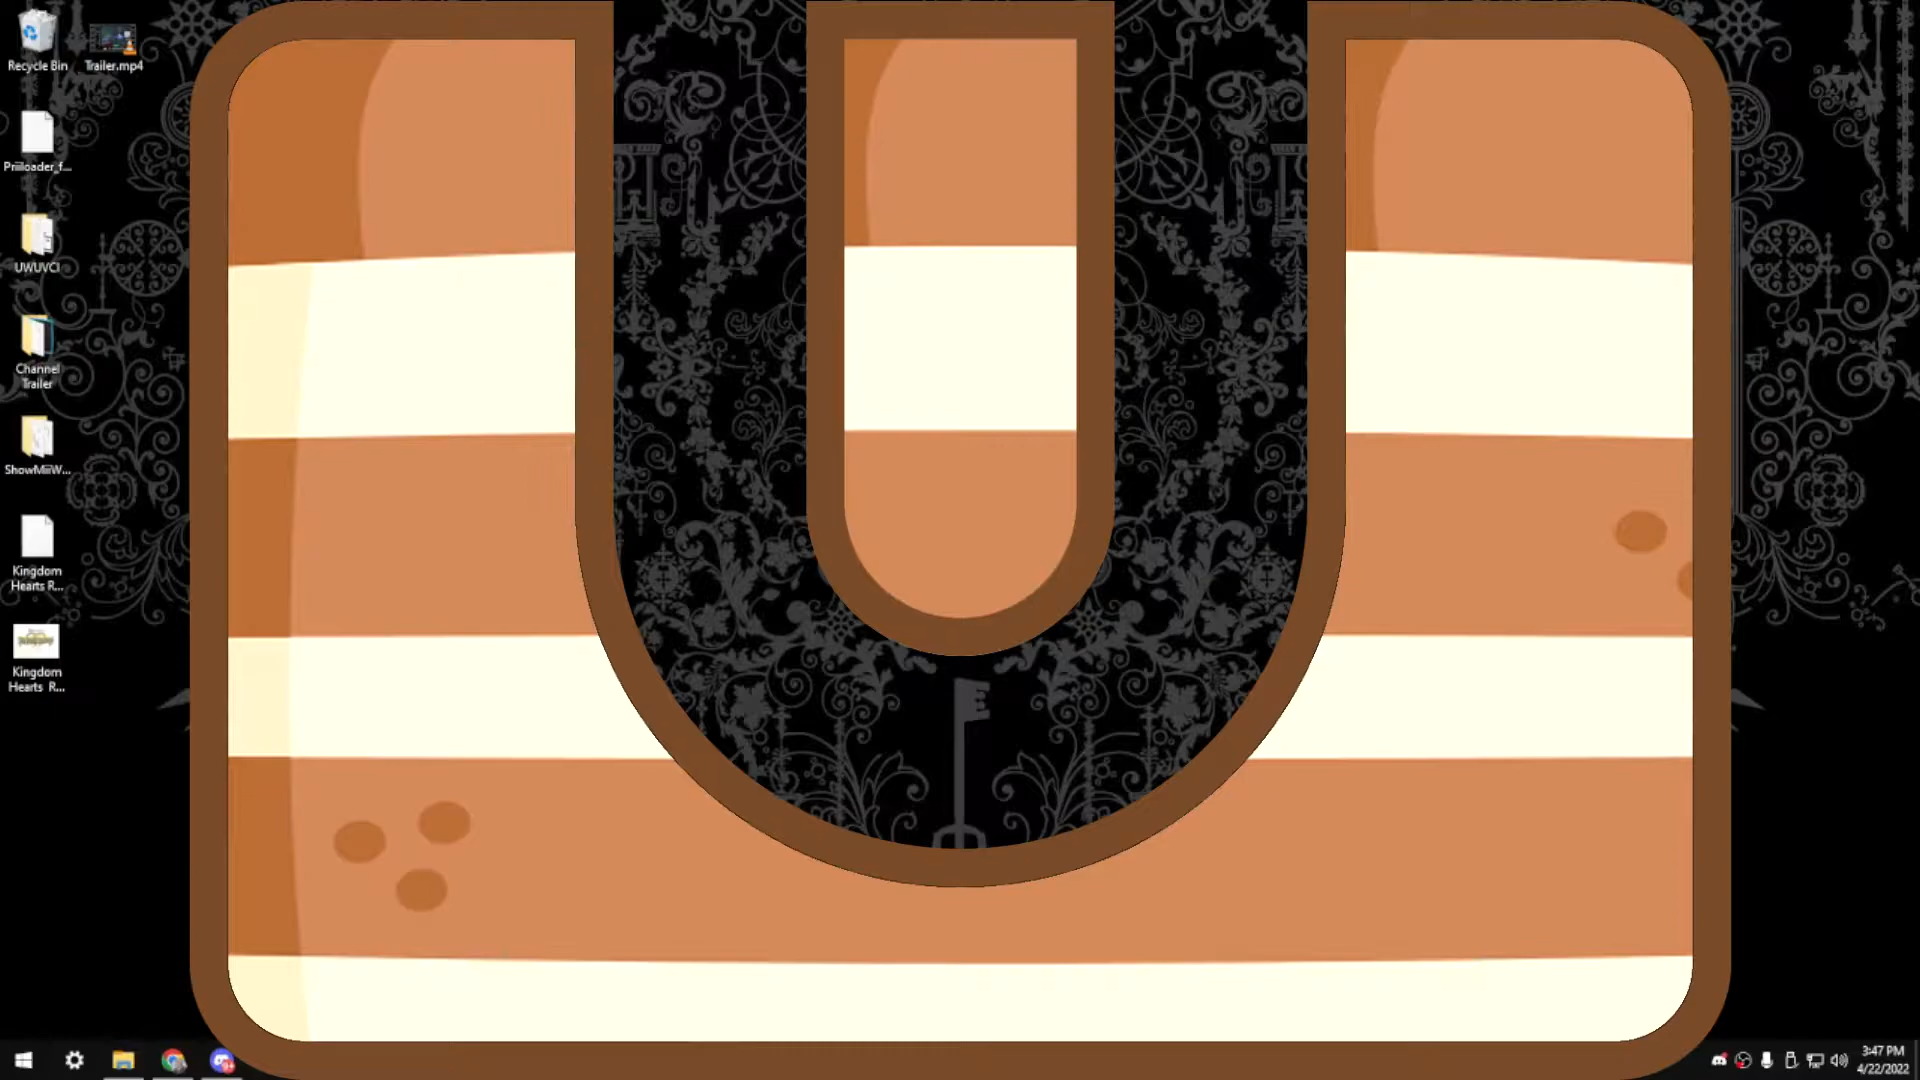 Recycle Bin
Trailer.mp4
Priiloader_f...
UWUVCI
Channel
Trailer
ShowMiiW...
Kingdom
Hearts R...
Kingdom
Hearts R...
3:47 PM
4/22/2022